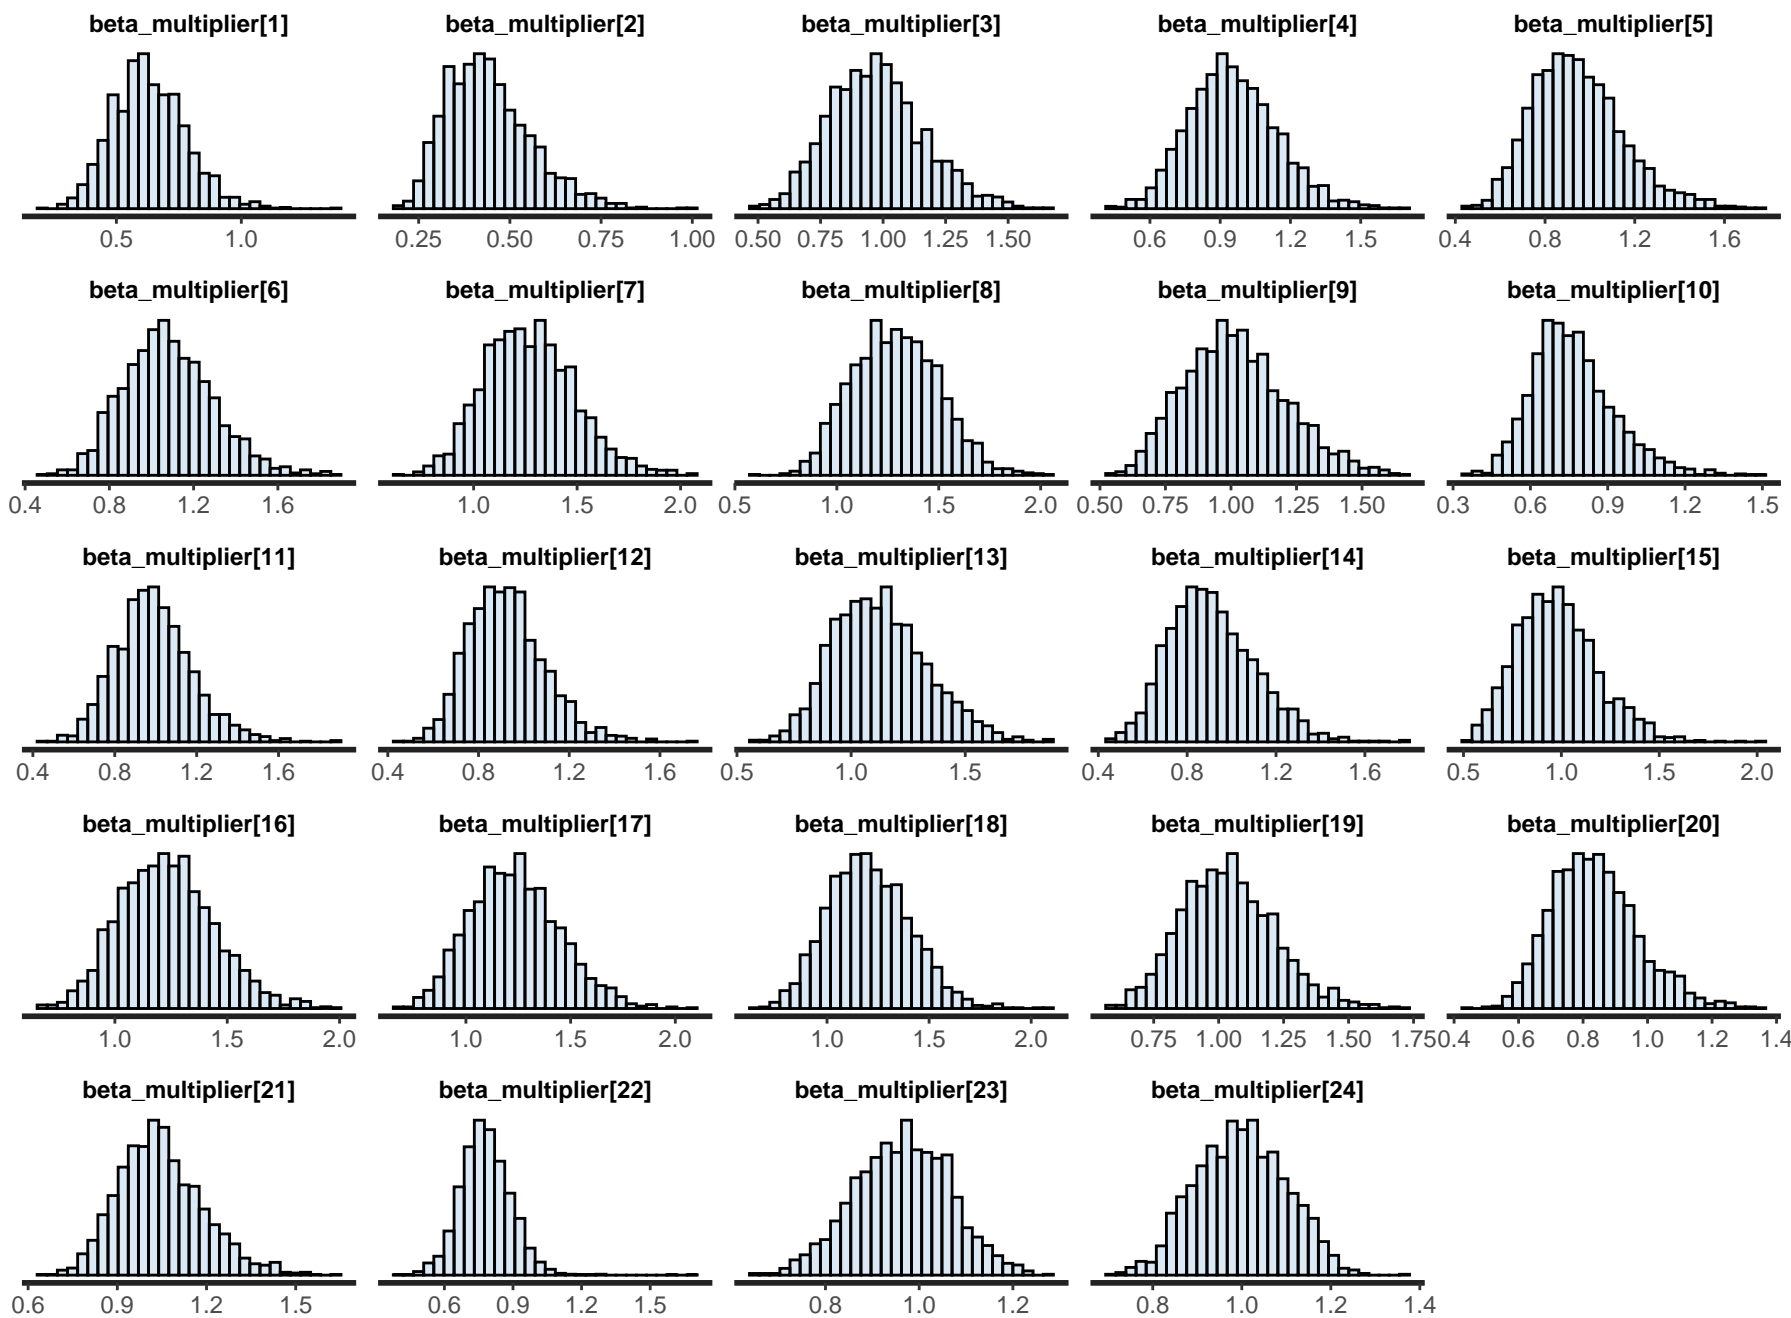 beta_multiplier[1] beta_multiplier[2] beta_multiplier[3] beta_multiplier[4] beta_multiplier[5]
0.5 1.0 0.25 0.50 0.75 1.00 0.50 0.75 1.00 1.25 1.50 0.6 0.9 1.2 1.5 0.4 0.8 1.2 1.6
beta_multiplier[6] beta_multiplier[7] beta_multiplier[8] beta_multiplier[9] beta_multiplier[10]
0.4 0.8 1.2 1.6 1.0 1.5 2.0 0.5 1.0 1.5 2.0 0.50 0.75 1.00 1.25 1.50 0.3 0.6 0.9 1.2 1.5
beta_multiplier[11] beta_multiplier[12] beta_multiplier[13] beta_multiplier[14] beta_multiplier[15]
0.4 0.8 1.2 1.6 0.4 0.8 1.2 1.6 0.5 1.0 1.5 0.4 0.8 1.2 1.6 0.5 1.0 1.5 2.0
beta_multiplier[16] beta_multiplier[17] beta_multiplier[18] beta_multiplier[19] beta_multiplier[20]
1.0 1.5 2.0 1.0 1.5 2.0 1.0 1.5 2.0 0.75 1.00 1.25 1.50 1.75 0.4 0.6 0.8 1.0 1.2 1.4
beta_multiplier[21] beta_multiplier[22] beta_multiplier[23] beta_multiplier[24]
0.6 0.9 1.2 1.5 0.6 0.9 1.2 1.5 0.8 1.0 1.2 0.8 1.0 1.2 1.4